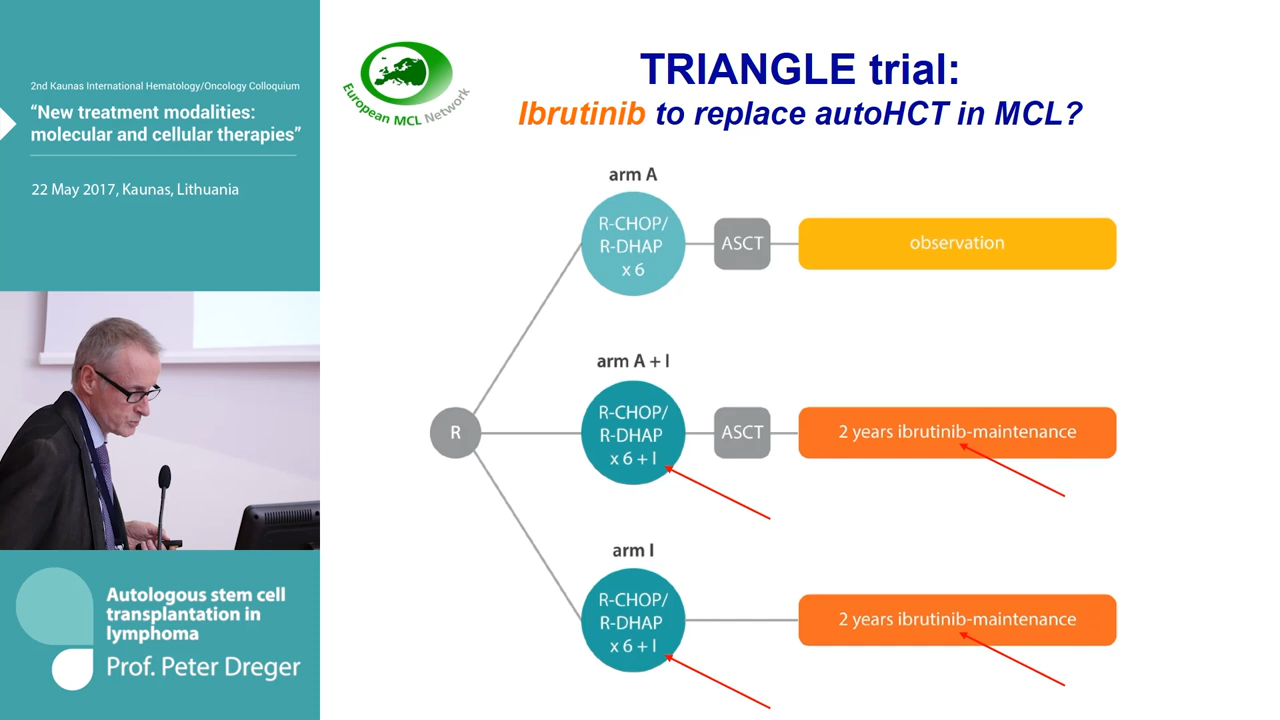 2nd Kaunas International Hematology/Oncology Colloquium
“New treatment modalities:
molecular and cellular therapies”
22 May 2017, Kaunas, Lithuania
Autologous stem cell
transplantation in
lymphoma
Prof. Peter Dreger
European MCL Network
TRIANGLE trial:
Ibrutinib to replace autoHCT in MCL?
arm A
R-CHOP/
R-DHAP
x 6
ASCT
observation
R
arm A + I
R-CHOP/
R-DHAP
x 6 + I
ASCT
2 years ibrutinib-maintenance
arm I
R-CHOP/
R-DHAP
x 6 + I
2 years ibrutinib-maintenance